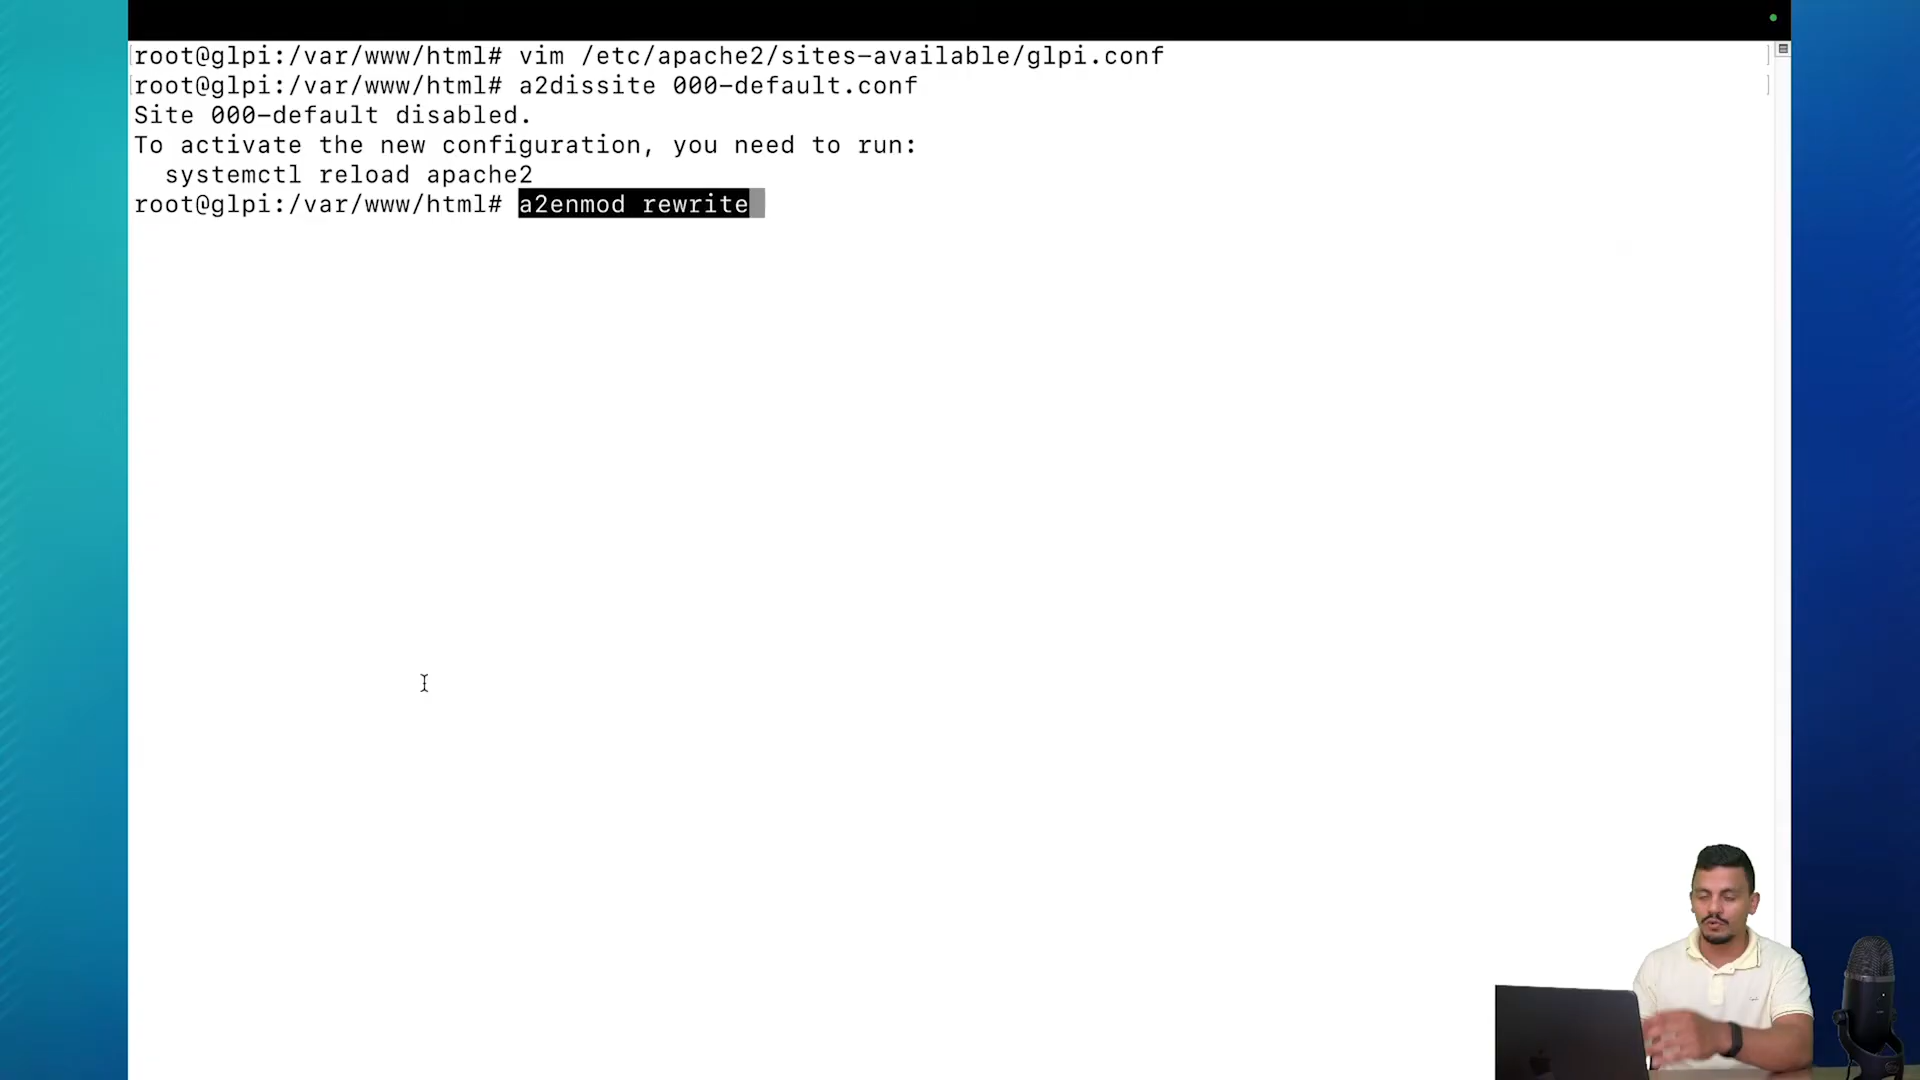 root@glpi:/var/www/html# vim /etc/apache2/sites-available/glpi.conf
root@glpi:/var/www/html# a2dissite 000-default.conf
Site 000-default disabled.
To activate the new configuration, you need to run:
  systemctl reload apache2
root@glpi:/var/www/html# a2enmod rewrite